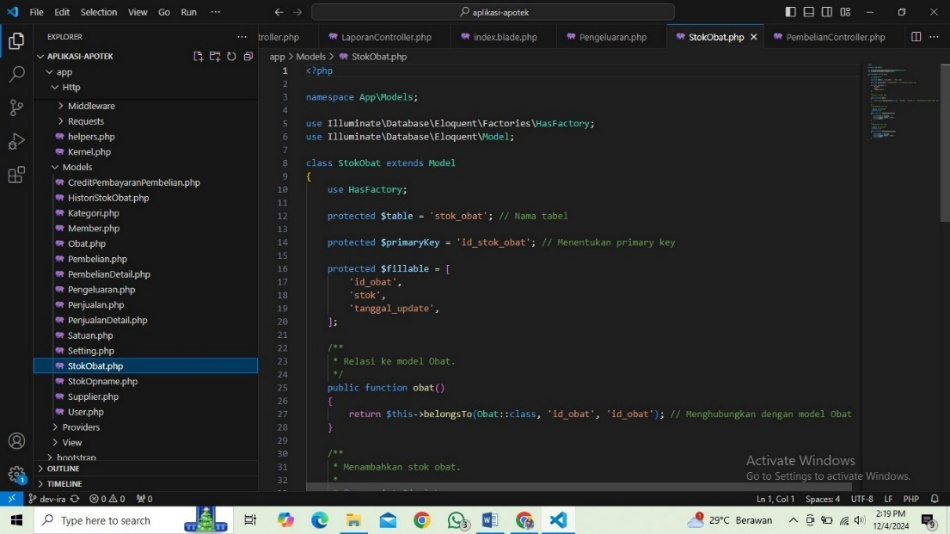 File Edit Selection View Go Run ···
aplikasi-apotek
EXPLORER ···
troller.php LaporanController.php index.blade.php Pengeluaran.php StokObat.php PembelianController.php ···
APLIKASI-APOTEK
app > Models > StokObat.php
app
Http
Middleware
Requests
helpers.php
Kernel.php
Models
CreditPembayaranPembelian.php
HistoriStokObat.php
Kategori.php
Member.php
Obat.php
Pembelian.php
PembelianDetail.php
Pengeluaran.php
Penjualan.php
PenjualanDetail.php
Satuan.php
Setting.php
StokObat.php
StokOpname.php
Supplier.php
User.php
Providers
View
bootstrap
OUTLINE
TIMELINE
1 <?php
2
3 namespace App\Models;
4
5 use Illuminate\Database\Eloquent\Factories\HasFactory;
6 use Illuminate\Database\Eloquent\Model;
7
8 class StokObat extends Model
9 {
10 use HasFactory;
11
12 protected $table = 'stok_obat'; // Nama tabel
13
14 protected $primaryKey = 'id_stok_obat'; // Menentukan primary key
15
16 protected $fillable = [
17 'id_obat',
18 'stok',
19 'tanggal_update',
20 ];
21
22 /**
23 * Relasi ke model Obat.
24 */
25 public function obat()
26 {
27 return $this->belongsTo(Obat::class, 'id_obat', 'id_obat'); // Menghubungkan dengan model Obat
28 }
29
30 /**
31 * Menambahkan stok obat.
32 *
Activate Windows
Go to Settings to activate Windows.
dev-ira 0 0 0 Ln 1, Col 1 Spaces: 4 UTF-8 LF PHP
Type here to search
29°C Berawan
2:19 PM
12/4/2024